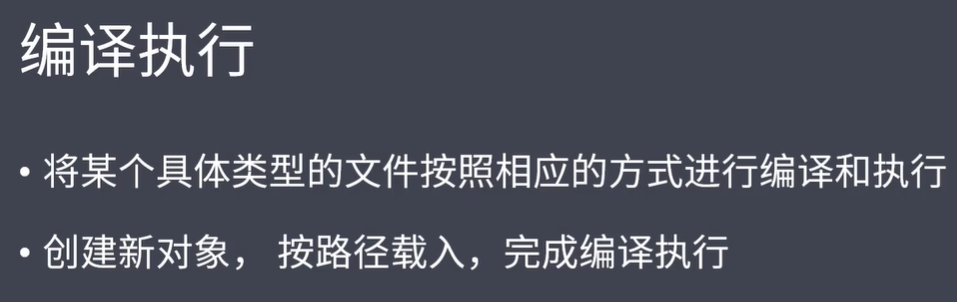 编译执行
• 将某个具体类型的文件按照相应的方式进行编译和执行
• 创建新对象， 按路径载入，完成编译执行